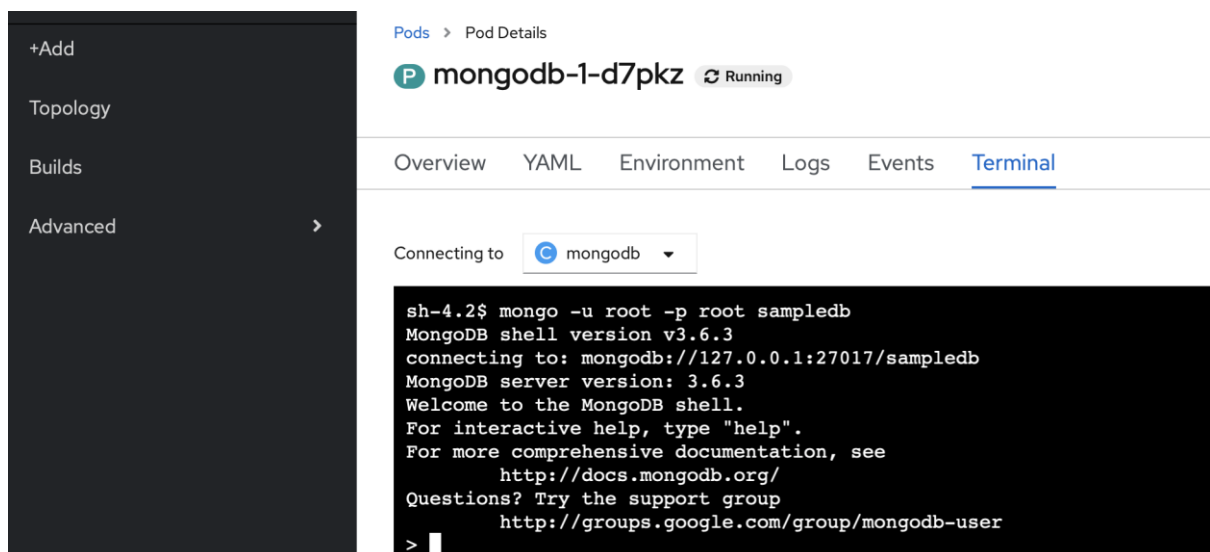 +Add
Topology
Builds
Advanced
Pods > Pod Details
P mongodb-1-d7pkz Running
Overview YAML Environment Logs Events Terminal
Connecting to C mongodb
sh-4.2$ mongo -u root -p root sampledb
MongoDB shell version v3.6.3
connecting to: mongodb://127.0.0.1:27017/sampledb
MongoDB server version: 3.6.3
Welcome to the MongoDB shell.
For interactive help, type "help".
For more comprehensive documentation, see
http://docs.mongodb.org/
Questions? Try the support group
http://groups.google.com/group/mongodb-user
>